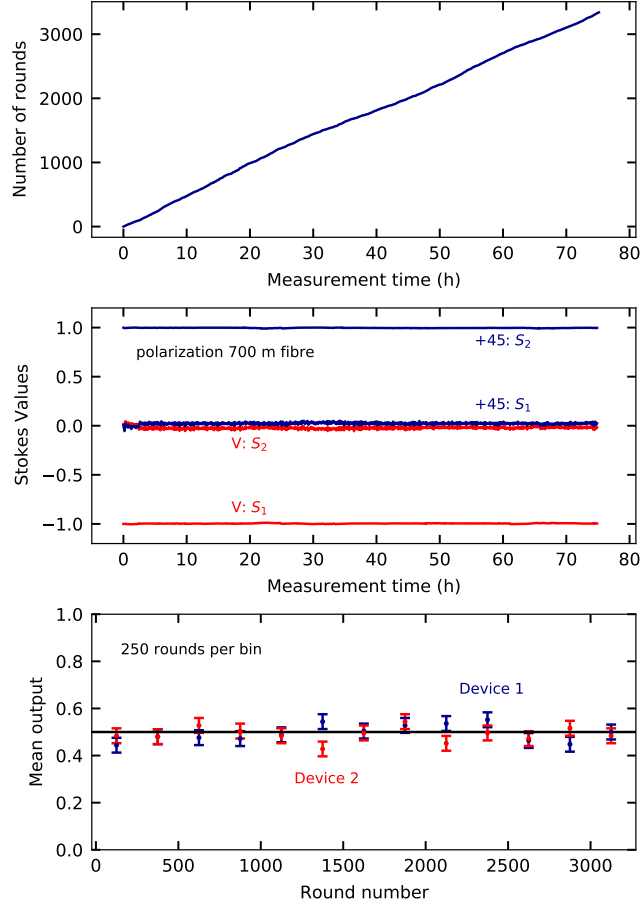 3000
2000
1000
0
Number of rounds
0 10 20 30 40 50 60 70 80
Measurement time (h)
1.0
0.5
0.0
−0.5
−1.0
Stokes Values
+45: S₂
polarization 700 m fibre
+45: S₁
V: S₂
V: S₁
0 10 20 30 40 50 60 70 80
Measurement time (h)
1.0
0.8
0.6
0.4
0.2
0.0
Mean output
250 rounds per bin
Device 1
Device 2
0 500 1000 1500 2000 2500 3000
Round number